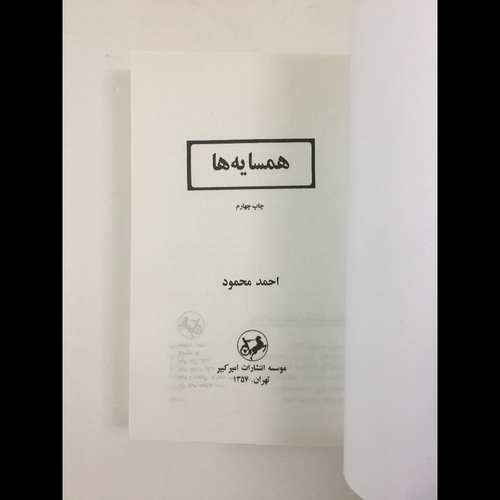 همسایه‌ها
چاپ چهارم
احمد محمود
موسسه انتشارات امیرکبیر
تهران، ۱۳۵۷